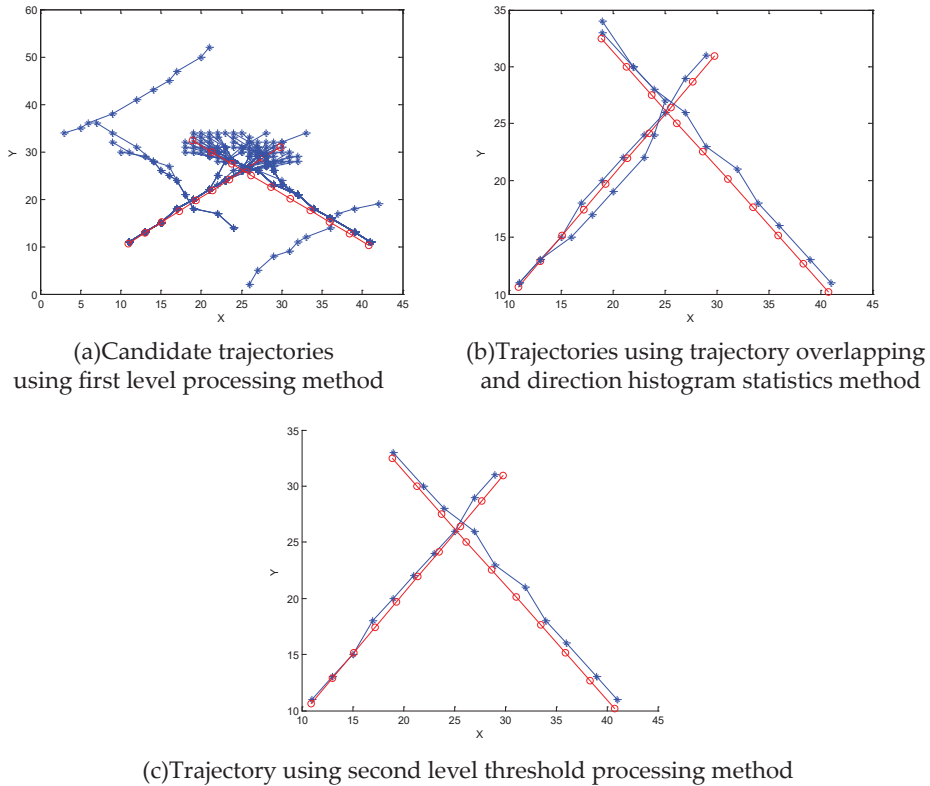 60
50
40
30
20
10
0
Y
0 5 10 15 20 25 30 35 40 45
X
(a)Candidate trajectories
using first level processing method
35
30
25
20
15
10
Y
10 15 20 25 30 35 40 45
X
(b)Trajectories using trajectory overlapping
and direction histogram statistics method
35
30
25
20
15
10
Y
10 15 20 25 30 35 40 45
X
(c)Trajectory using second level threshold processing method